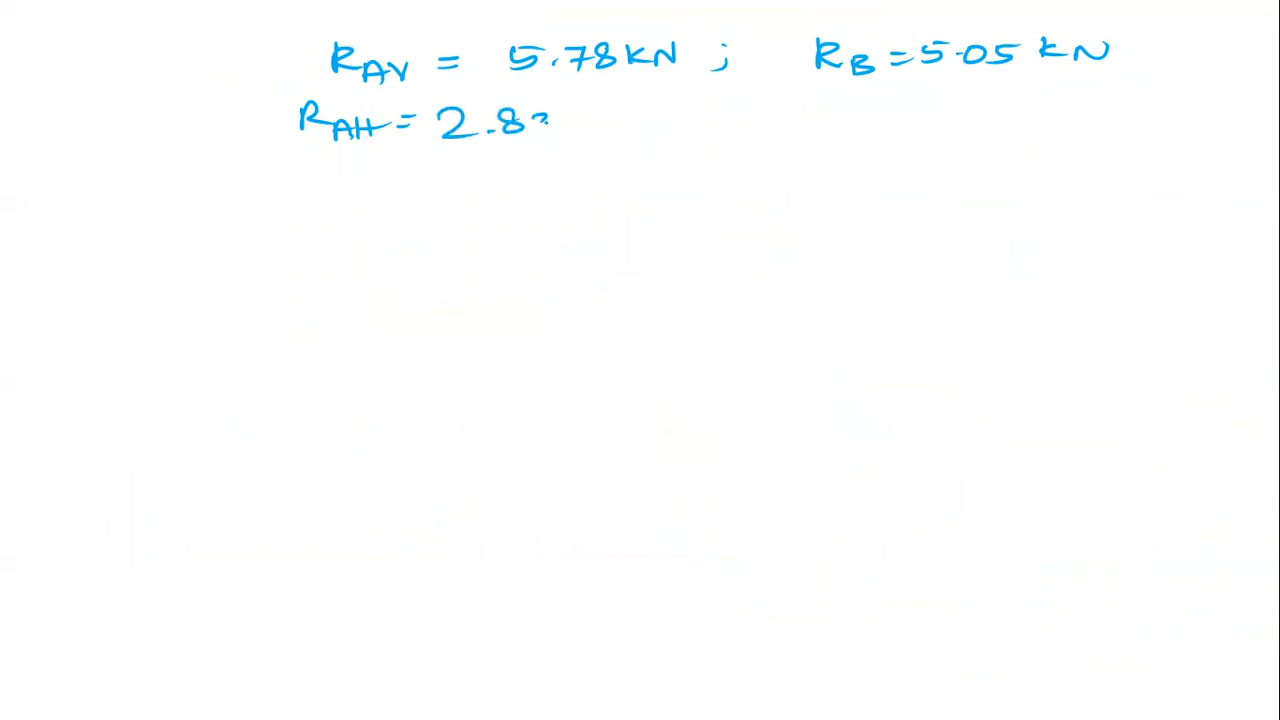 RAV = 5.78 kN ; RB = 5.05 kN
RAH = 2.8